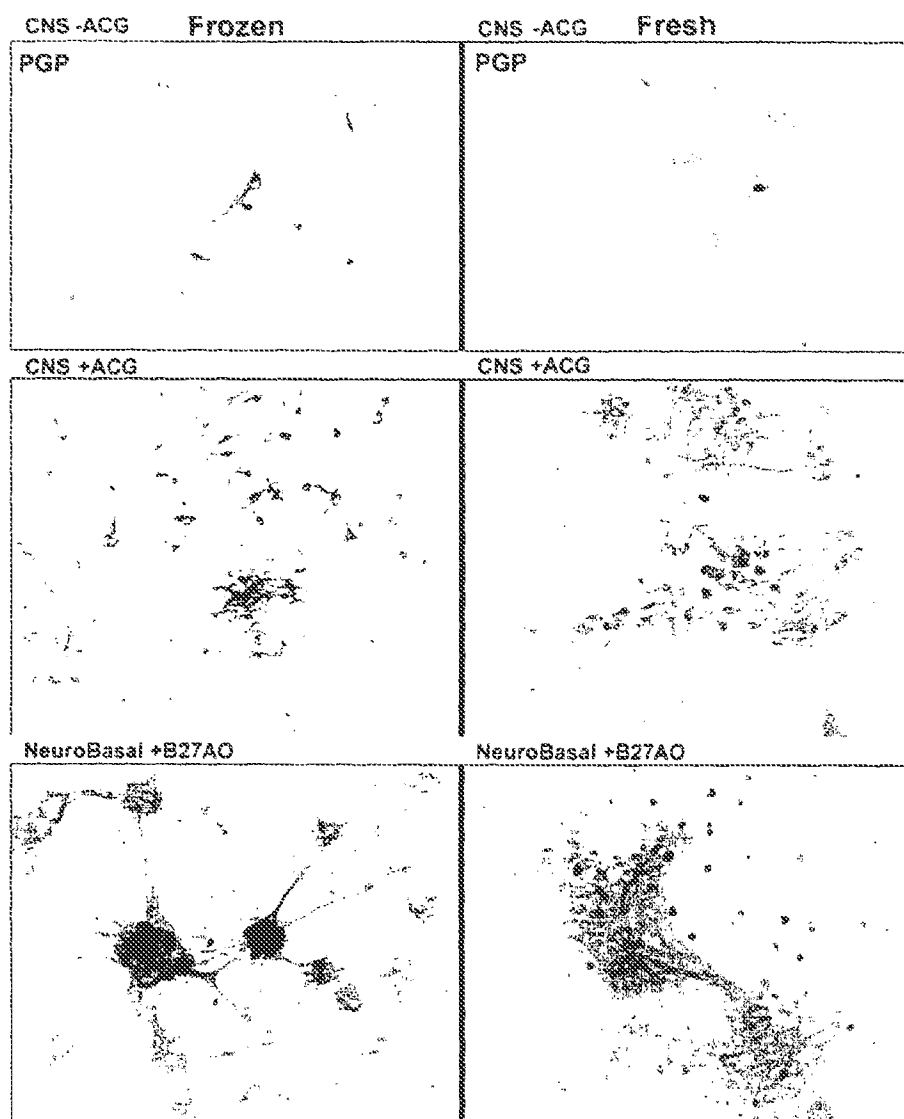 CNS -ACG Frozen CNS -ACG Fresh
PGP PGP
CNS +ACG CNS +ACG
NeuroBasal +B27AO NeuroBasal +B27AO